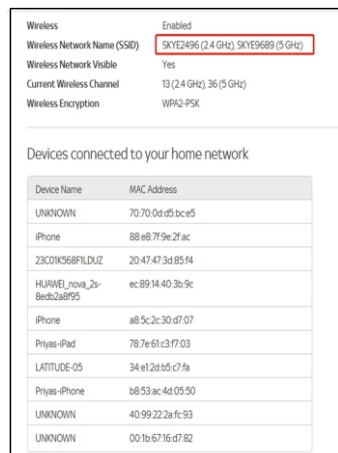 Wireless Enabled
Wireless Network Name (SSID) SKYE2496 (2.4 GHz), SKYE9689 (5 GHz)
Wireless Network Visible Yes
Current Wireless Channel 13 (2.4 GHz), 36 (5 GHz)
Wireless Encryption WPA2-PSK
Devices connected to your home network
Device Name MAC Address
UNKNOWN 70:70:0d:d5:bc:e5
iPhone 88:e8:7f:9e:2f:ac
23C01K568F1LDUZ 20:47:47:3d:85:f4
HUAWEI_nova_2s- ec:89:14:40:3b:9c
8edb2a8f95
iPhone a8:5c:2c:30:d7:07
Priyas-iPad 78:7e:61:c3:f7:03
LATITUDE-05 34:e1:2d:b5:c7:fa
Priyas-iPhone b8:53:ac:4d:05:50
UNKNOWN 40:99:22:2a:fc:93
UNKNOWN 00:1b:67:16:d7:82